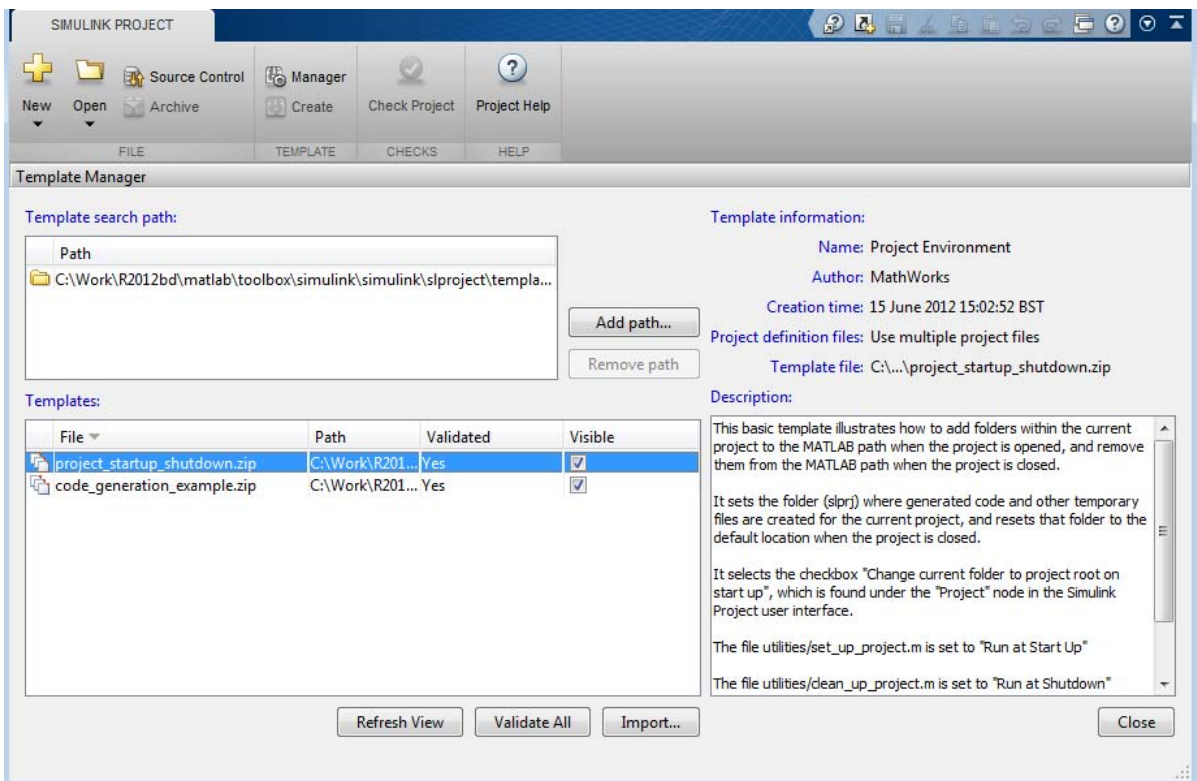 SIMULINK PROJECT
New
Open
Source Control
Archive
Manager
Create
Check Project
Project Help
FILE
TEMPLATE
CHECKS
HELP
Template Manager
Template search path:
Path
C:\Work\R2012bd\matlab\toolbox\simulink\simulink\slproject\templa...
Add path...
Remove path
Templates:
File Path Validated Visible
project_startup_shutdown.zip C:\Work\R201... Yes
code_generation_example.zip C:\Work\R201... Yes
Refresh View
Validate All
Import...
Template information:
Name: Project Environment
Author: MathWorks
Creation time: 15 June 2012 15:02:52 BST
Project definition files: Use multiple project files
Template file: C:\...\project_startup_shutdown.zip
Description:
This basic template illustrates how to add folders within the current
project to the MATLAB path when the project is opened, and remove
them from the MATLAB path when the project is closed.
It sets the folder (slprj) where generated code and other temporary
files are created for the current project, and resets that folder to the
default location when the project is closed.
It selects the checkbox "Change current folder to project root on
start up", which is found under the "Project" node in the Simulink
Project user interface.
The file utilities/set_up_project.m is set to "Run at Start Up"
The file utilities/clean_up_project.m is set to "Run at Shutdown"
Close